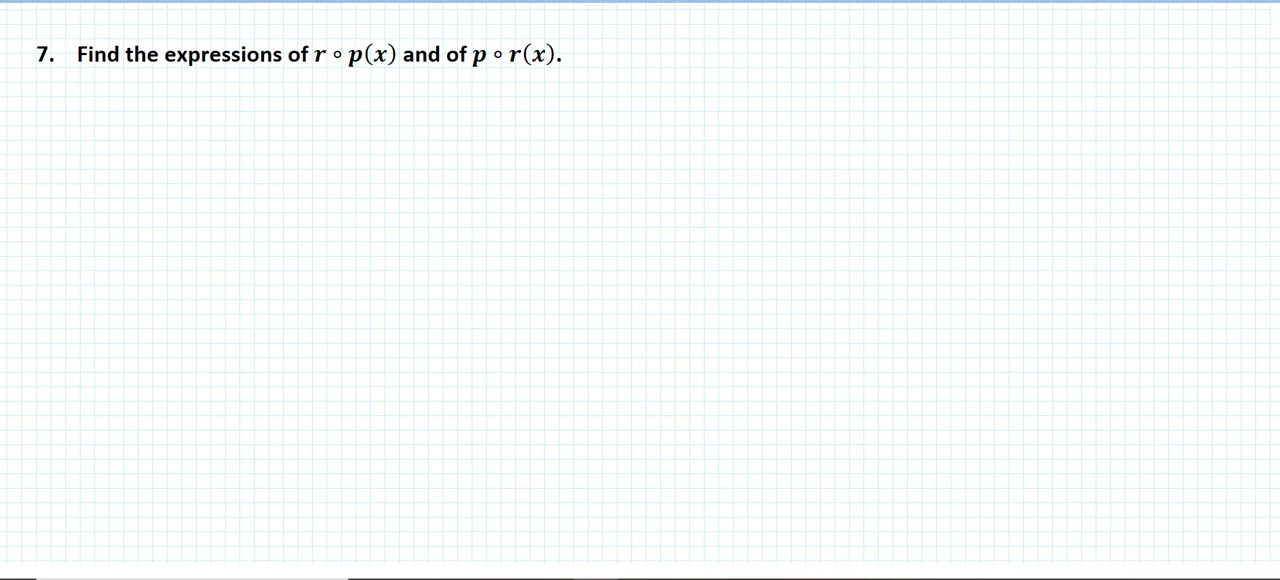 7. Find the expressions of r ∘ p(x) and of p ∘ r(x).